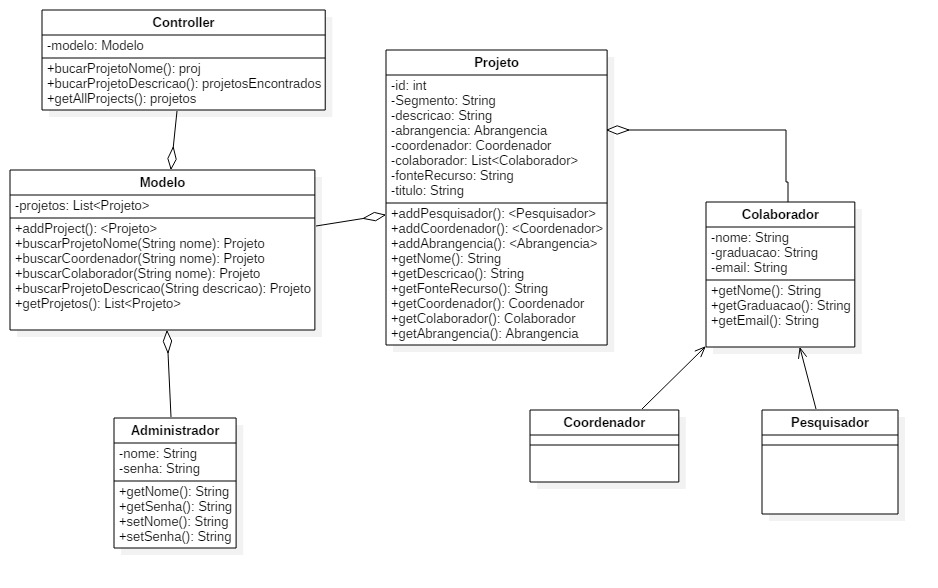 Controller
-modelo: Modelo
+bucarProjetoNome(): proj
+bucarProjetoDescricao(): projetosEncontrados
+getAllProjects(): projetos
Projeto
-id: int
-Segmento: String
-descricao: String
-abrangencia: Abrangencia
-coordenador: Coordenador
-colaborador: List<Colaborador>
-fonteRecurso: String
-titulo: String
+addPesquisador(): <Pesquisador>
+addCoordenador(): <Coordenador>
+addAbrangencia(): <Abrangencia>
+getNome(): String
+getDescricao(): String
+getFonteRecurso(): String
+getCoordenador(): Coordenador
+getColaborador(): Colaborador
+getAbrangencia(): Abrangencia
Modelo
-projetos: List<Projeto>
+addProject(): <Projeto>
+buscarProjetoNome(String nome): Projeto
+buscarCoordenador(String nome): Projeto
+buscarColaborador(String nome): Projeto
+buscarProjetoDescricao(String descricao): Projeto
+getProjetos(): List<Projeto>
Colaborador
-nome: String
-graduacao: String
-email: String
+getNome(): String
+getGraduacao(): String
+getEmail(): String
Administrador
-nome: String
-senha: String
+getNome(): String
+getSenha(): String
+setNome(): String
+setSenha(): String
Coordenador
Pesquisador